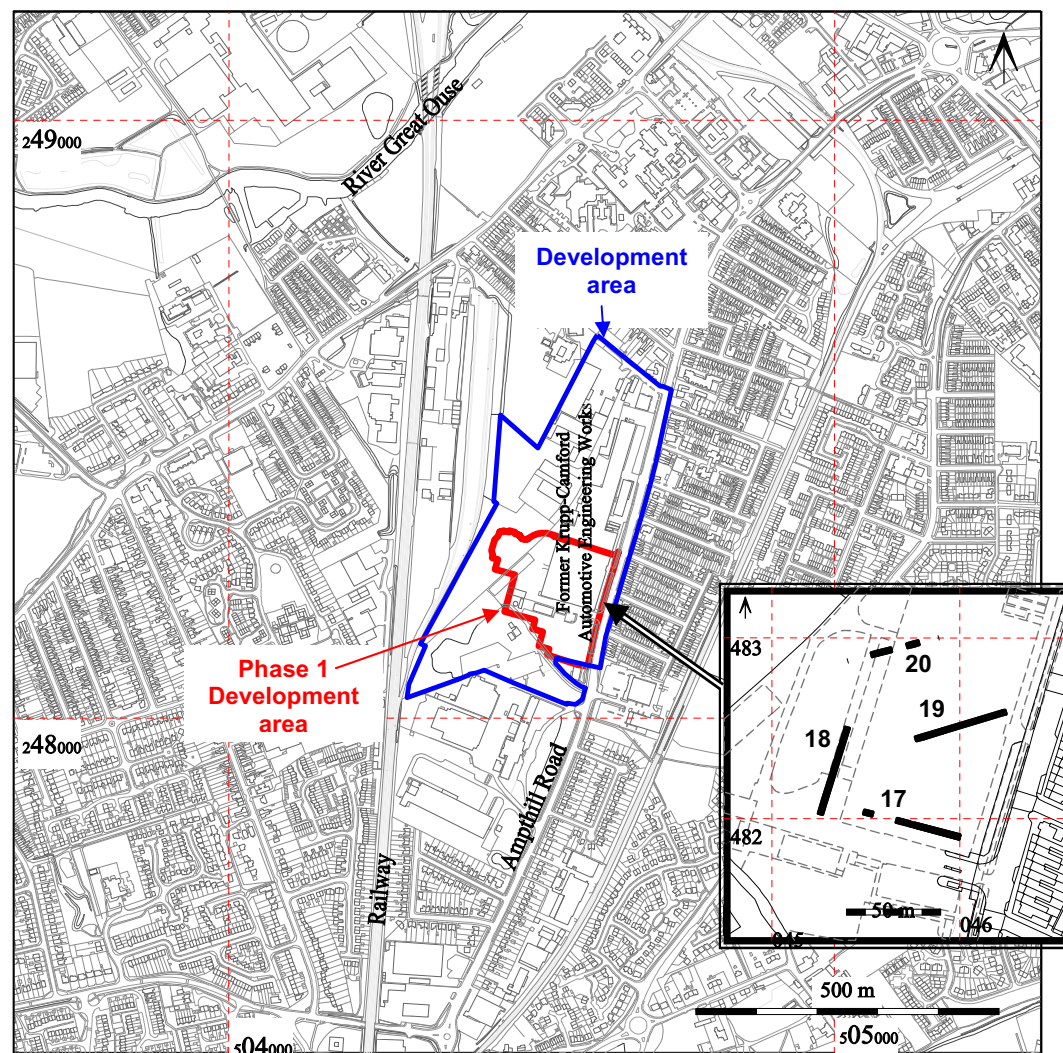 249000
River Great Ouse
Development
area
Former Krupp-Camford
Automotive Engineering Works
Phase 1
Development
area
248000
Ampthill Road
Railway
483
20
19
18
17
482
50 m
046
045
500 m
504000
505000